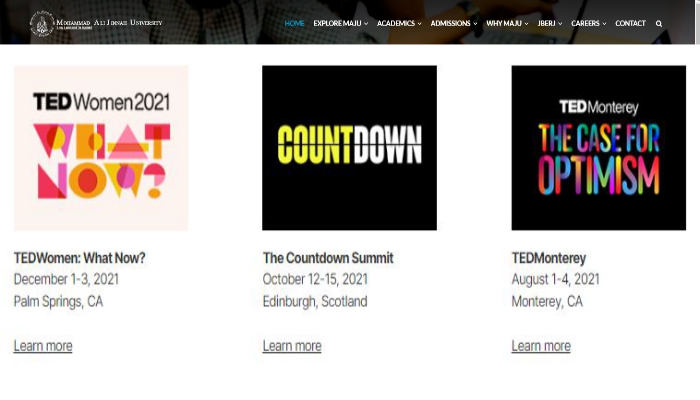 Mohammad Ali Jinnah University
HOME EXPLORE MAJU ACADEMICS ADMISSIONS WHY MAJU JBERJ CAREERS CONTACT
TEDWomen2021
WHAT
NOW?
COUNTDOWN
TEDMonterey
THE CASE FOR
OPTIMISM
TEDWomen: What Now?
December 1-3, 2021
Palm Springs, CA
Learn more
The Countdown Summit
October 12-15, 2021
Edinburgh, Scotland
Learn more
TEDMonterey
August 1-4, 2021
Monterey, CA
Learn more